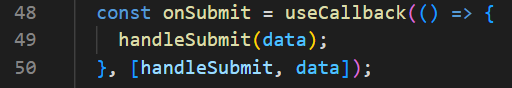 48 const onSubmit = useCallback(() => {
49 handleSubmit(data);
50 }, [handleSubmit, data]);